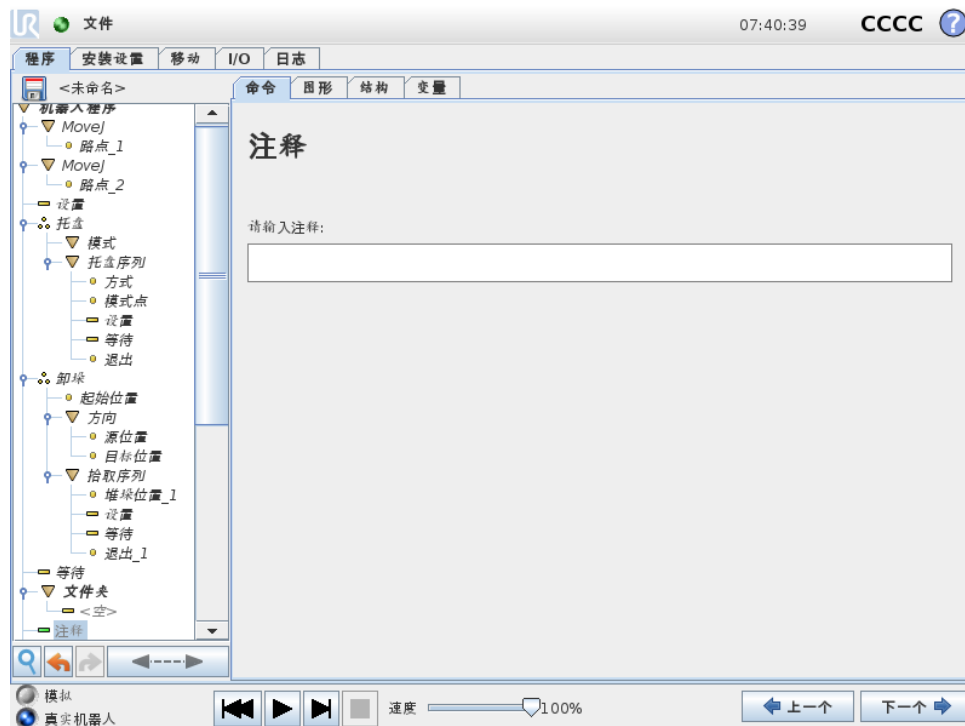 UR 文件 07:40:39 CCCC ?
程序 安装设置 移动 I/O 日志
<未命名> 命令 图形 结构 变量
机器人程序
MoveJ
路点_1
MoveJ
路点_2
设置
托盘
模式
托盘序列
方式
模式点
设置
等待
退出
卸垛
起始位置
方向
源位置
目标位置
拾取序列
堆垛位置_1
设置
等待
退出_1
等待
文件夹
<空>
注释
注释
请输入注释:
模拟
真实机器人
速度 100%
上一个 下一个